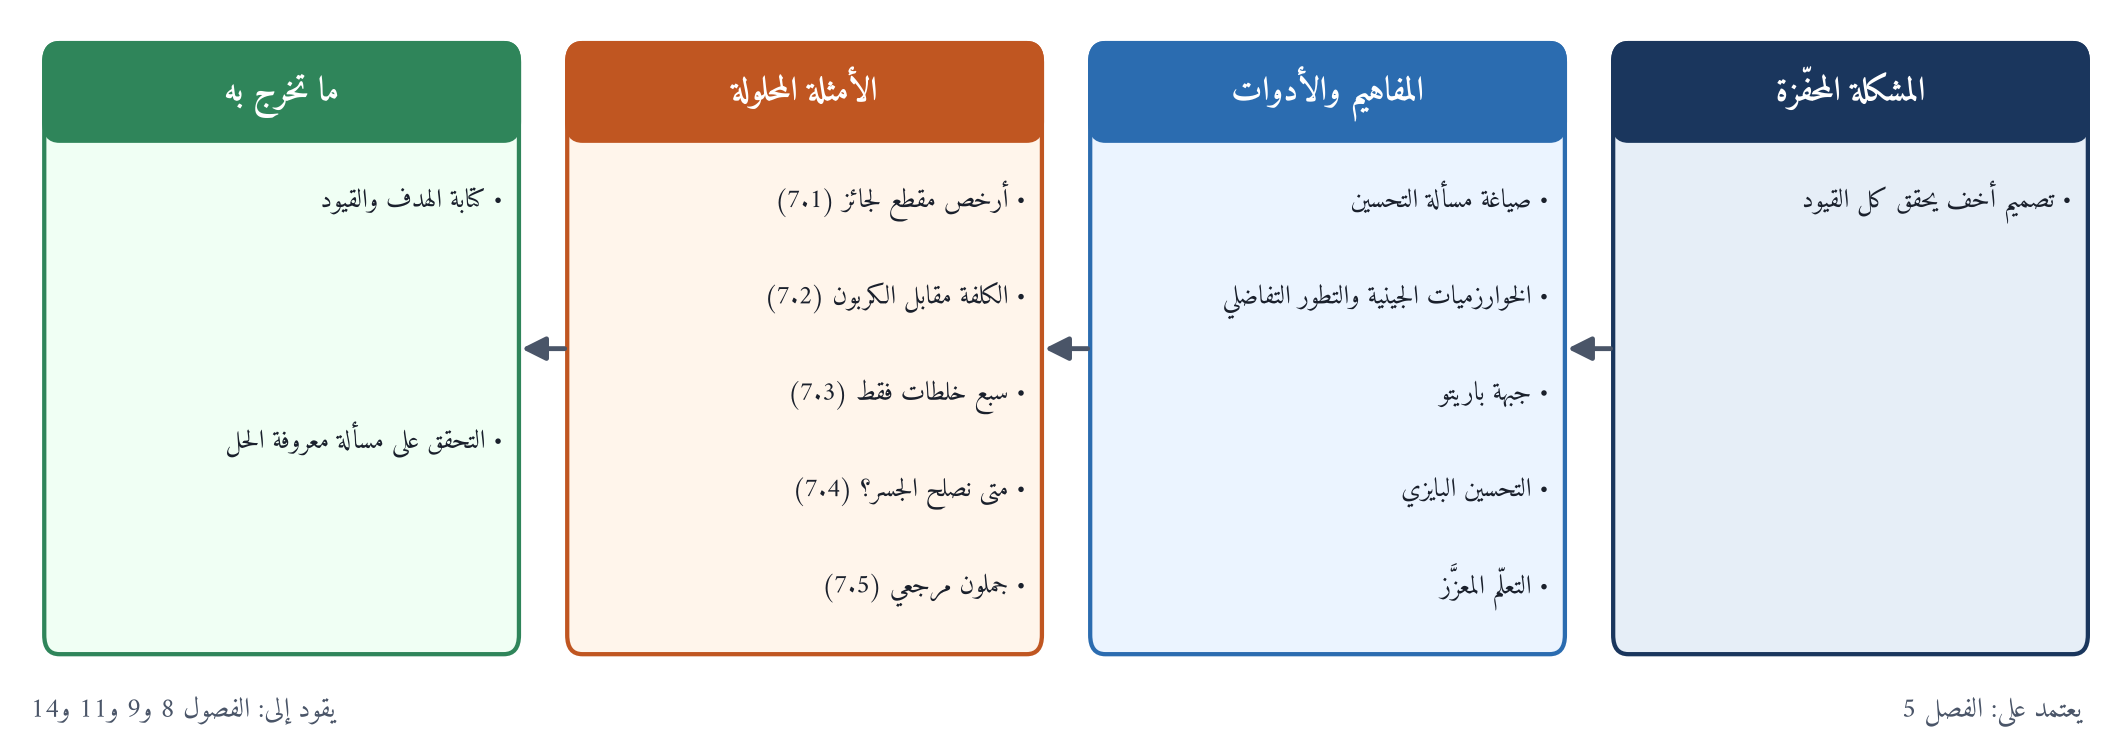 المشكلة المحفّزة
• تصميم أخف يحقق كل القيود
المفاهيم والأدوات
• صياغة مسألة التحسين
• الخوارزميات الجينية والتطور التفاضلي
• جبهة باريتو
• التحسين البايزي
• التعلّم المعزَّز
الأمثلة المحلولة
• أرخص مقطع لجائز (7.1)
• الكلفة مقابل الكربون (7.2)
• سبع خلطات فقط (7.3)
• متى نصلح الجسر؟ (7.4)
• جملون مرجعي (7.5)
ما تخرج به
• كتابة الهدف والقيود
• التحقق على مسألة معروفة الحل
يعتمد على: الفصل 5
يقود إلى: الفصول 8 و9 و11 و14